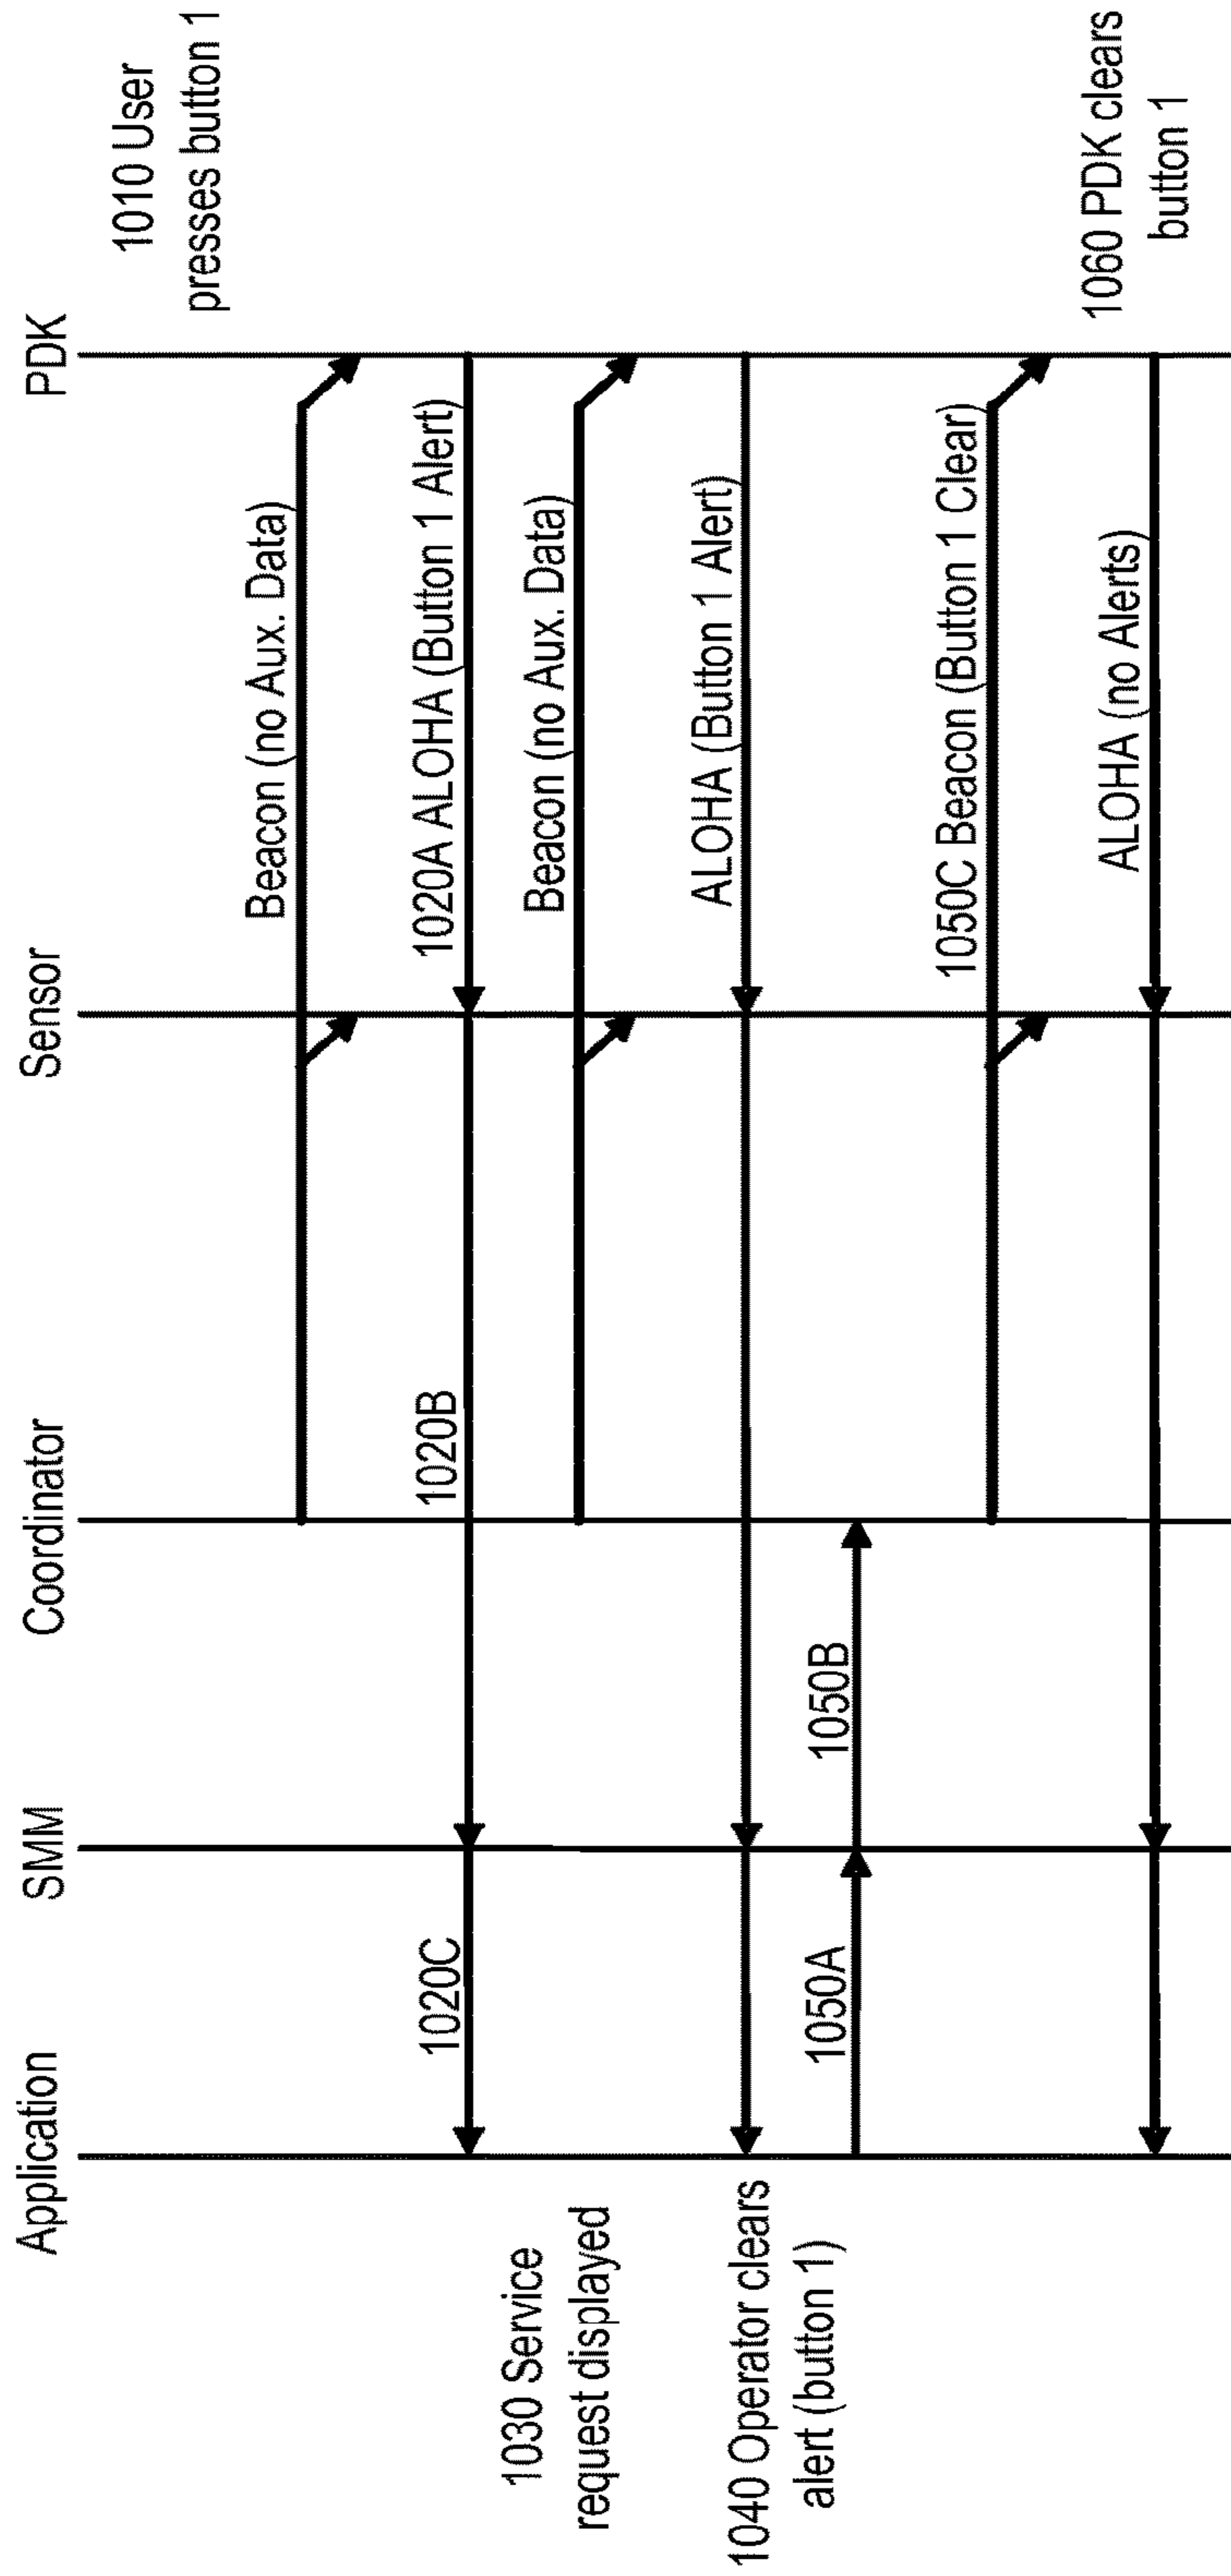 Application
SMM
Coordinator
Sensor
PDK
1010 User
presses button 1
Beacon (no Aux. Data)
1020A ALOHA (Button 1 Alert)
1020B
1020C
1030 Service
request displayed
Beacon (no Aux. Data)
ALOHA (Button 1 Alert)
1040 Operator clears
alert (button 1)
1050A
1050B
1050C Beacon (Button 1 Clear)
1060 PDK clears
button 1
ALOHA (no Alerts)